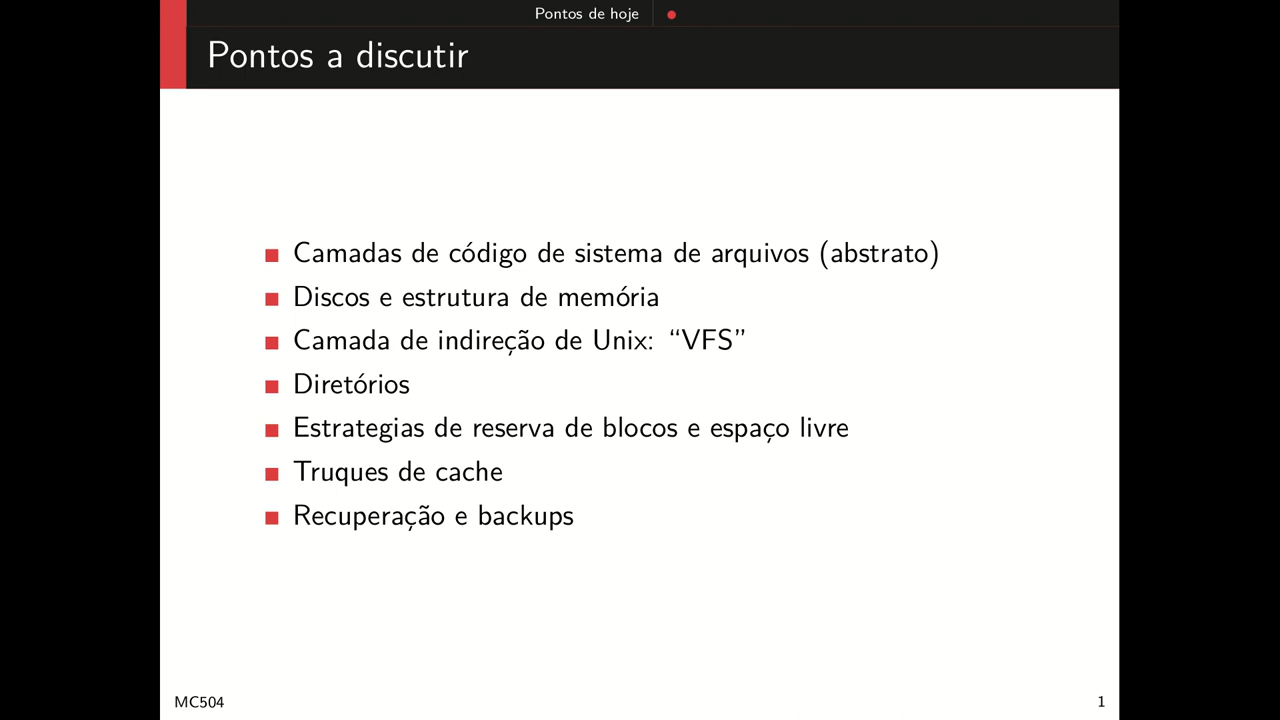 Pontos de hoje
Pontos a discutir
Camadas de código de sistema de arquivos (abstrato)
Discos e estrutura de memória
Camada de indireção de Unix: “VFS”
Diretórios
Estrategias de reserva de blocos e espaço livre
Truques de cache
Recuperação e backups
MC504
1